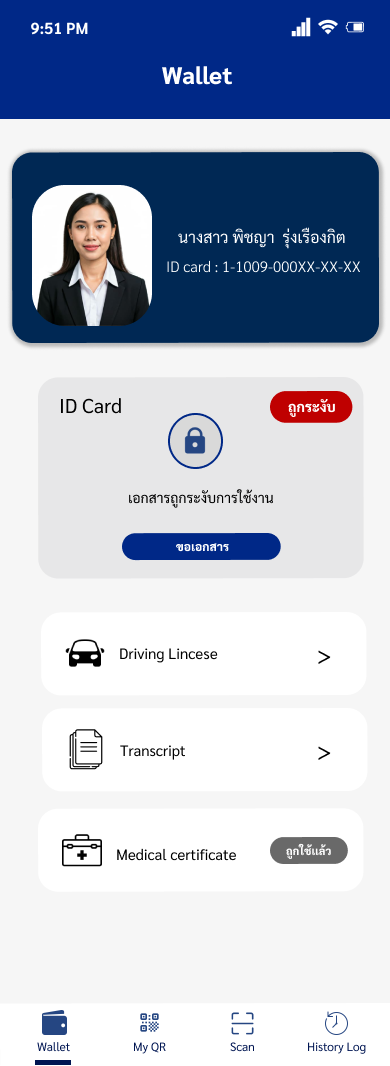 9:51 PM
Wallet
นางสาว พิชญา รุ่งเรืองกิต
ID card : 1-1009-000XX-XX-XX
ID Card
ถูกระงับ
เอกสารถูกระงับการใช้งาน
ขอเอกสาร
Driving Lincese
>
Transcript
>
Medical certificate
ถูกใช้แล้ว
Wallet
My QR
Scan
History Log